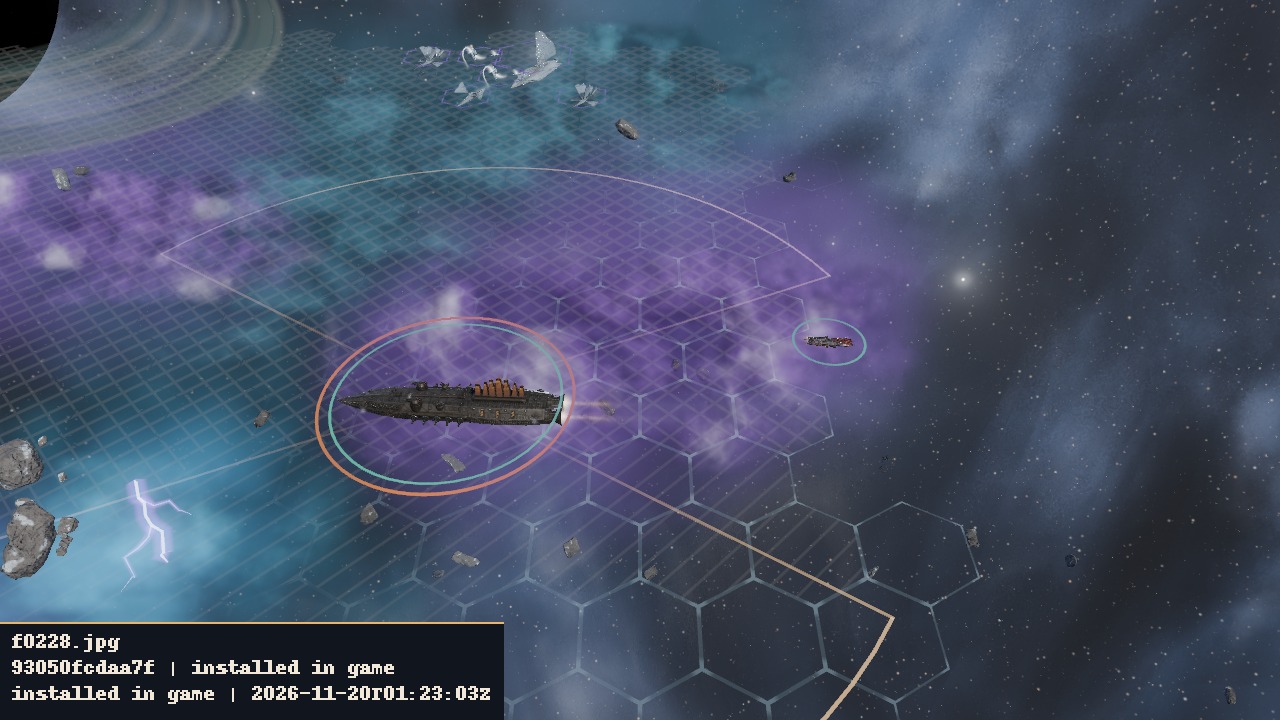 f0228.jpg
93050fcdaa7f | installed in game
installed in game | 2026-11-20T01:23:03Z